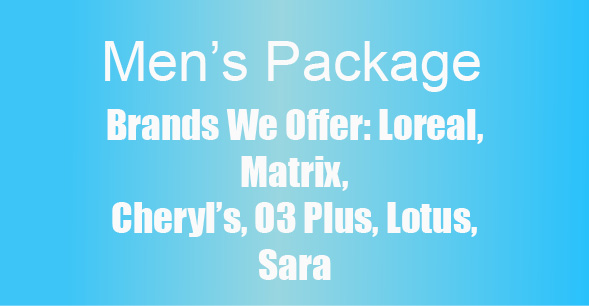 Men’s Package
Brands We Offer: Loreal,
Matrix,
Cheryl’s, O3 Plus, Lotus,
Sara